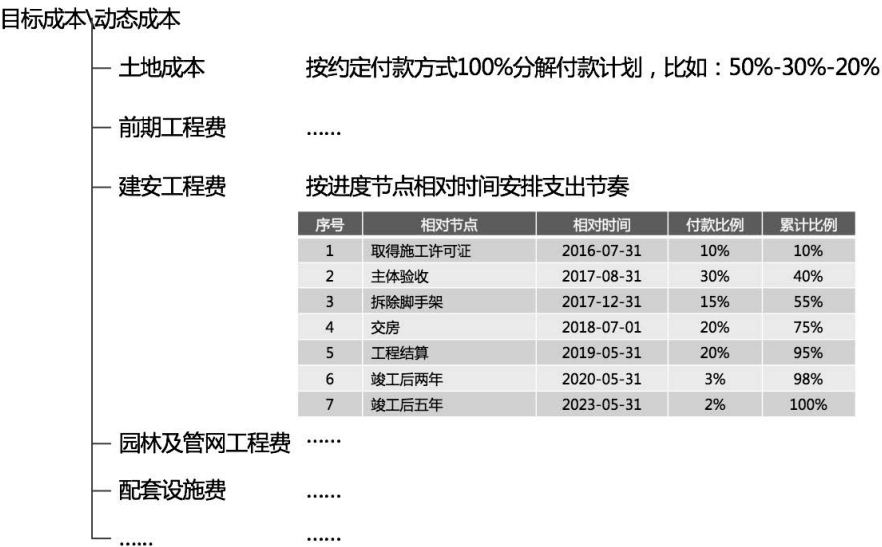 目标成本\动态成本
土地成本 按约定付款方式100%分解付款计划，比如：50%-30%-20%
前期工程费 ……
建安工程费 按进度节点相对时间安排支出节奏
序号 相对节点 相对时间 付款比例 累计比例
1 取得施工许可证 2016-07-31 10% 10%
2 主体验收 2017-08-31 30% 40%
3 拆除脚手架 2017-12-31 15% 55%
4 交房 2018-07-01 20% 75%
5 工程结算 2019-05-31 20% 95%
6 竣工后两年 2020-05-31 3% 98%
7 竣工后五年 2023-05-31 2% 100%
园林及管网工程费 ……
配套设施费 ……
…… ……